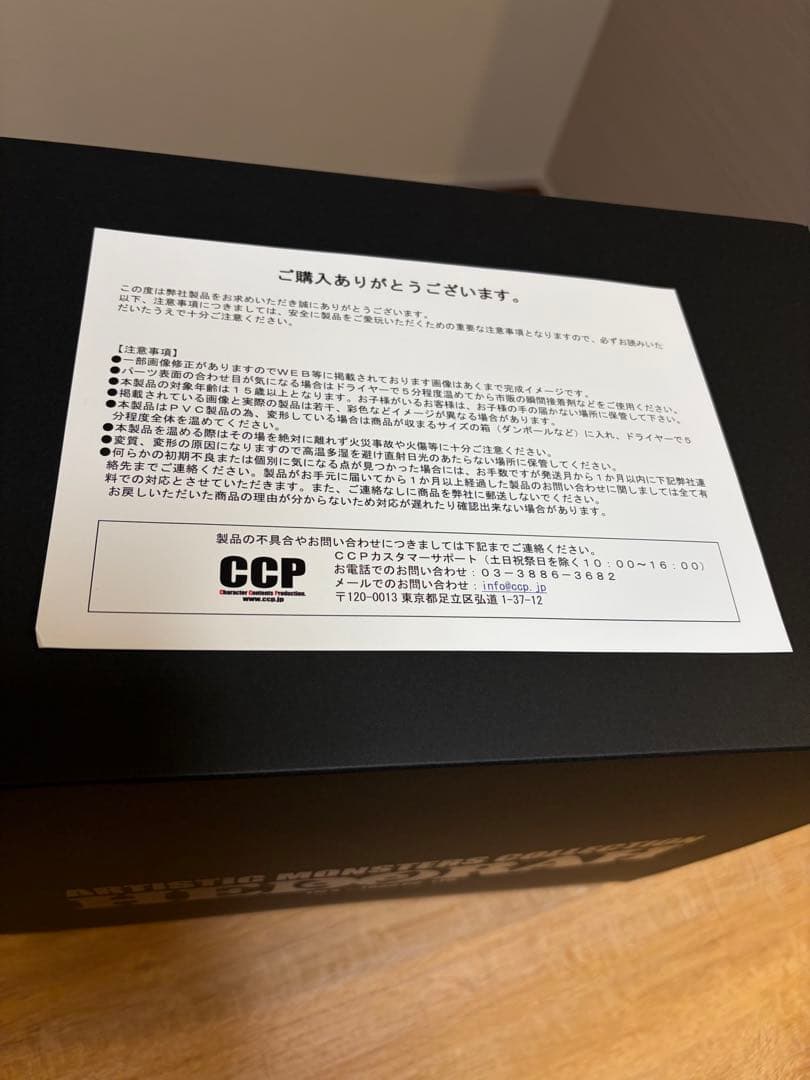 ご購入ありがとうございます。
この度は弊社製品をお求めいただき誠にありがとうございます。
以下、注意事項につきましては、安全に製品をご愛玩いただくための重要な注意事項となりますので、必ずお読みいた
だいたうえで十分ご注意ください。
【注意事項】
●一部画像修正がありますのでＷＥＢ等に掲載されております画像はあくまで完成イメージです。
●パーツ表面の合わせ目が気になる場合はドライヤーで５分程度温めてから市販の瞬間接着剤などをご使用ください。
●本製品の対象年齢は１５歳以上となります。お子様がいるお客様は、お子様の手の届かない場所に保管して下さい。
●掲載されている画像と実際の製品は若干、彩色などイメージが異なる場合があります。
●本製品はＰＶＣ製品の為、変形している場合は商品が収まるサイズの箱（ダンボールなど）に入れ、ドライヤーで５
分程度全体を温めてください。
●本製品を温める際はその場を絶対に離れず火災事故や火傷等に十分ご注意ください。
●変質、変形の原因になりますので高温多湿を避け直射日光のあたらない場所に保管してください。
●何らかの初期不良または個別に気になる点が見つかった場合には、お手数ですが発送月から１か月以内に下記弊社連
絡先までご連絡ください。製品がお手元に届いてから１か月以上経過した製品のお問い合わせに関しましては全て有
料での対応とさせていただきます。また、ご連絡なしに商品を弊社に郵送しないでください。
お戻しいただいた商品の理由が分からないため対応が遅れたり確認出来ない場合があります。
製品の不具合やお問い合わせにつきましては下記までご連絡ください。
CCP
Character Contents Production.
www.ccp.jp
ＣＣＰカスタマーサポート（土日祝祭日を除く１０：００～１６：００）
お電話でのお問い合わせ：０３－３８８６－３６８２
メールでのお問い合わせ：info@ccp.jp
〒120-0013 東京都足立区弘道 1-37-12
ARTISTIC MONSTERS COLLECTION
HEDORAH